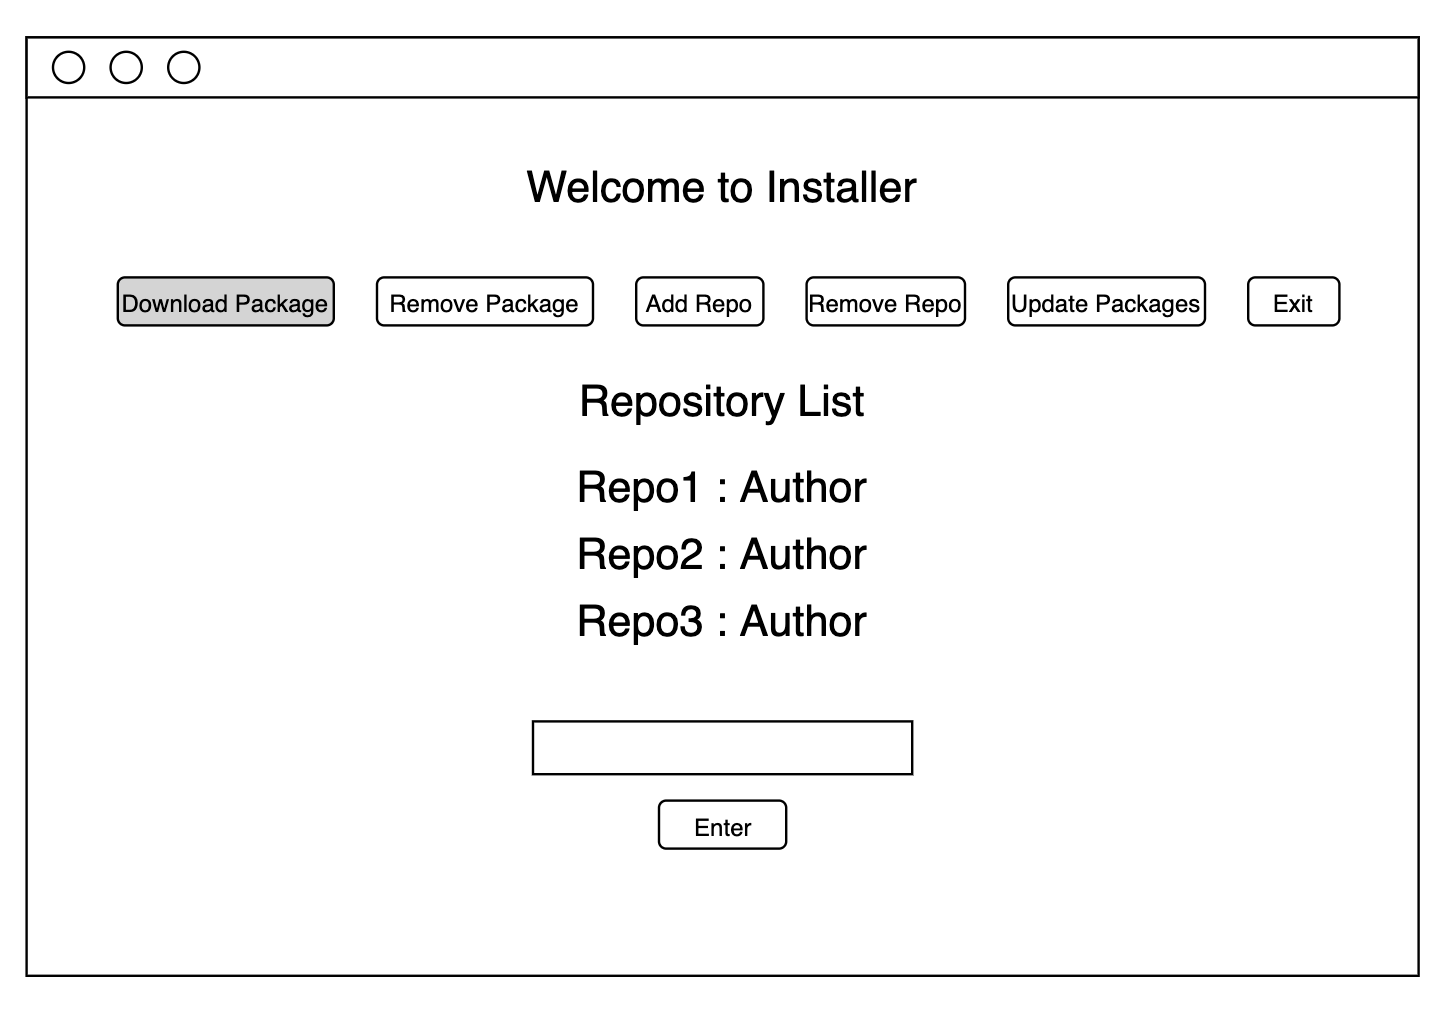 Welcome to Installer
Download Package Remove Package Add Repo Remove Repo Update Packages Exit
Repository List
Repo1 : Author
Repo2 : Author
Repo3 : Author
Enter